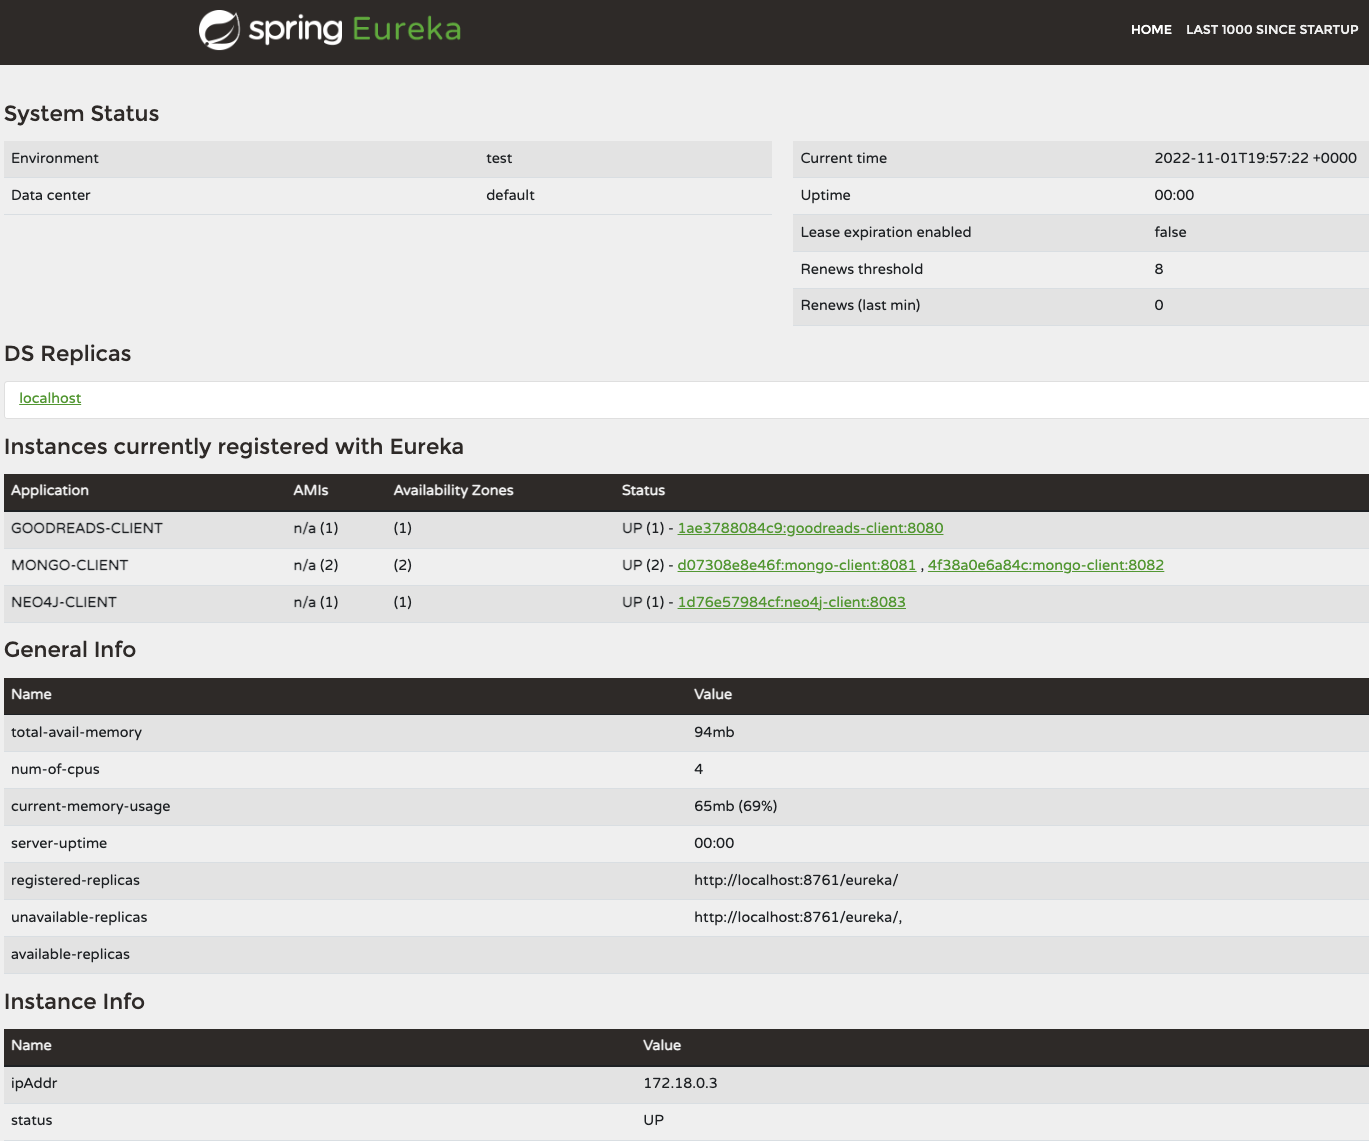 spring Eureka
HOME LAST 1000 SINCE STARTUP
System Status
Environment test
Data center default
Current time 2022-11-01T19:57:22 +0000
Uptime 00:00
Lease expiration enabled false
Renews threshold 8
Renews (last min) 0
DS Replicas
localhost
Instances currently registered with Eureka
Application AMIs Availability Zones Status
GOODREADS-CLIENT n/a (1) (1) UP (1) - 1ae3788084c9:goodreads-client:8080
MONGO-CLIENT n/a (2) (2) UP (2) - d07308e8e46f:mongo-client:8081 , 4f38a0e6a84c:mongo-client:8082
NEO4J-CLIENT n/a (1) (1) UP (1) - 1d76e57984cf:neo4j-client:8083
General Info
Name Value
total-avail-memory 94mb
num-of-cpus 4
current-memory-usage 65mb (69%)
server-uptime 00:00
registered-replicas http://localhost:8761/eureka/
unavailable-replicas http://localhost:8761/eureka/,
available-replicas
Instance Info
Name Value
ipAddr 172.18.0.3
status UP